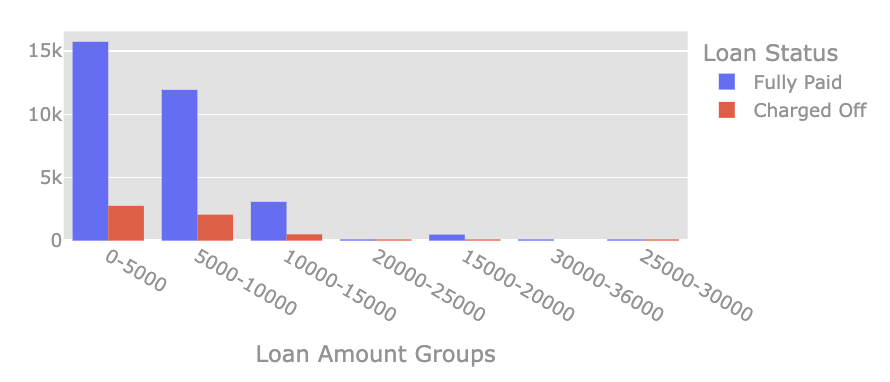 15k
10k
5k
0
0-5000
5000-10000
10000-15000
20000-25000
15000-20000
30000-36000
25000-30000
Loan Amount Groups
Loan Status
Fully Paid
Charged Off